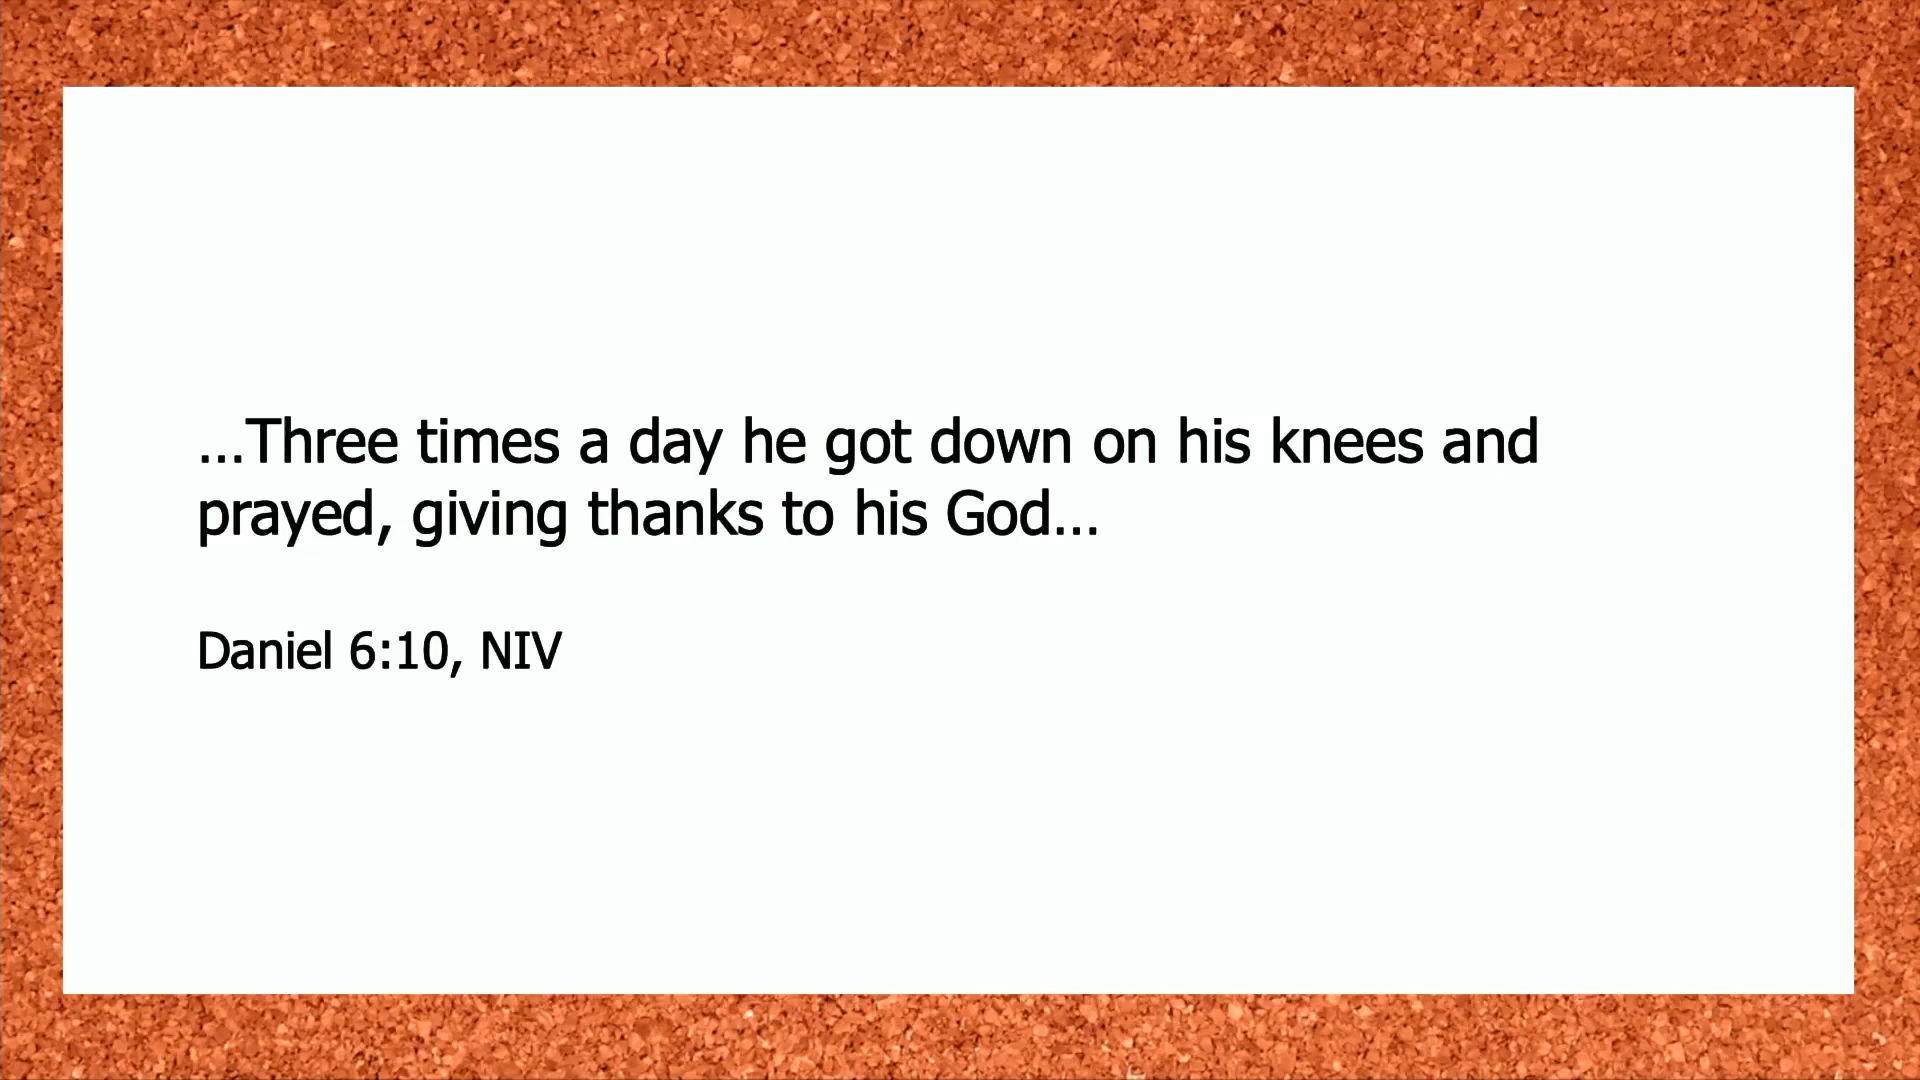 ...Three times a day he got down on his knees and
prayed, giving thanks to his God...
Daniel 6:10, NIV